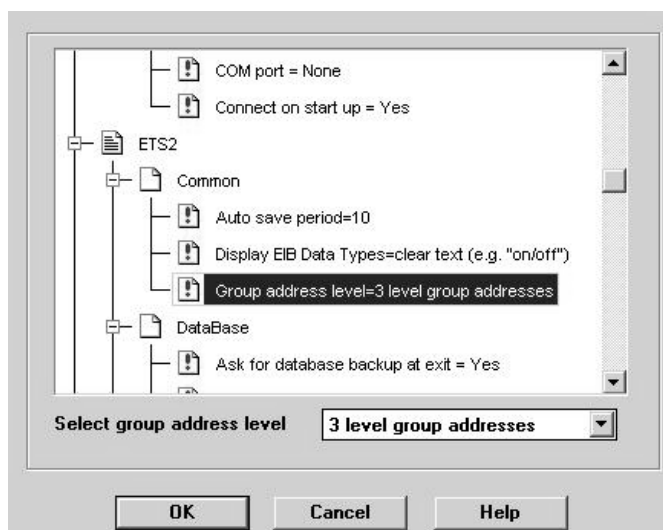 COM port = None
Connect on start up = Yes
ETS2
Common
Auto save period=10
Display EIB Data Types=clear text (e.g. "on/off")
Group address level=3 level group addresses
DataBase
Ask for database backup at exit = Yes
Select group address level 3 level group addresses
OK Cancel Help